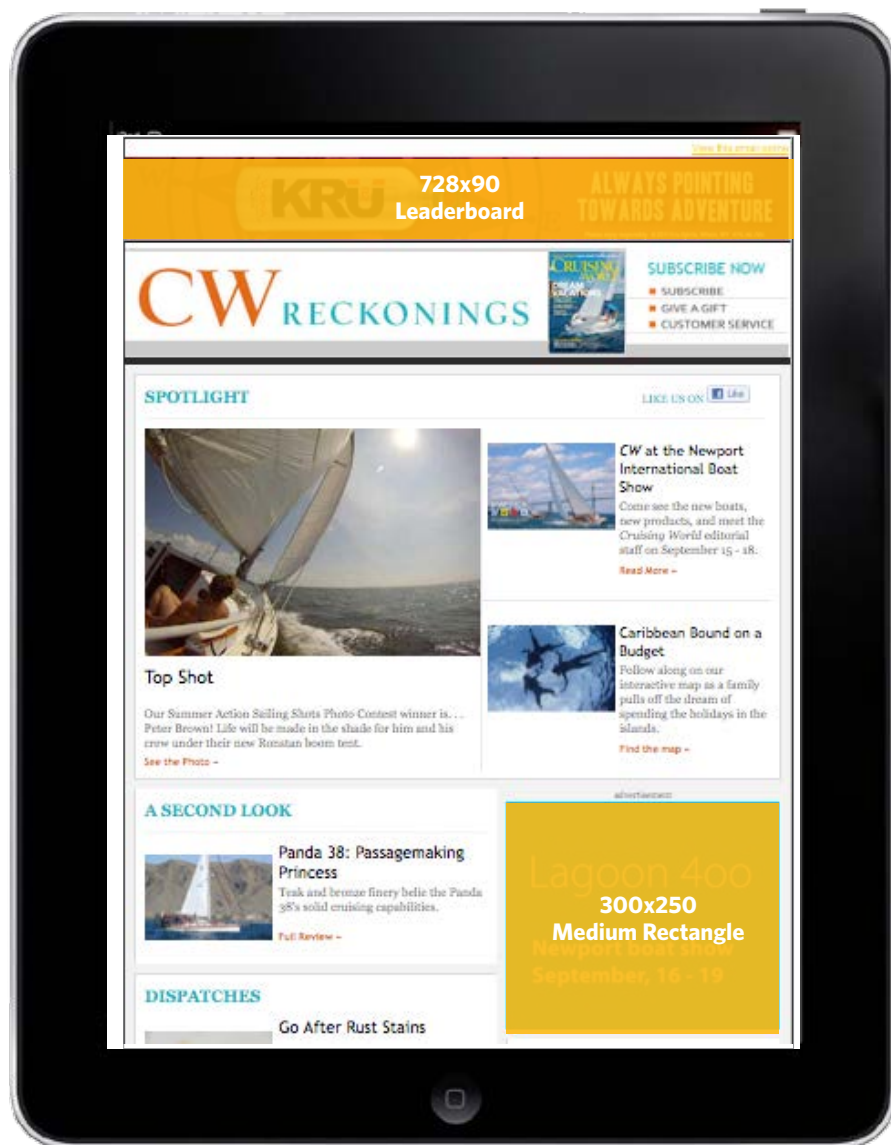 View this email online
KRÜ
ALWAYS POINTING
TOWARDS ADVENTURE
728x90
Leaderboard
CW RECKONINGS
CRUISING
WORLD
DREAM
VACATIONS
SUBSCRIBE NOW
SUBSCRIBE
GIVE A GIFT
CUSTOMER SERVICE
SPOTLIGHT
LIKE US ON
Like
CW at the Newport
International Boat
Show
Come see the new boats,
new products, and meet the
Cruising World editorial
staff on September 15 - 18.
Read More »
Caribbean Bound on a
Budget
Follow along on our
interactive map as a family
pulls off the dream of
spending the holidays in the
islands.
Find the map »
Top Shot
Our Summer Action Sailing Shots Photo Contest winner is. . .
Peter Brown! Life will be made in the shade for him and his
crew under their new Ronstan boom tent.
See the Photo »
A SECOND LOOK
Panda 38: Passagemaking
Princess
Teak and bronze finery belie the Panda
38's solid cruising capabilities.
Full Review »
advertisement
Lagoon 400
300x250
Medium Rectangle
Newport boat show
September, 16 - 19
DISPATCHES
Go After Rust Stains